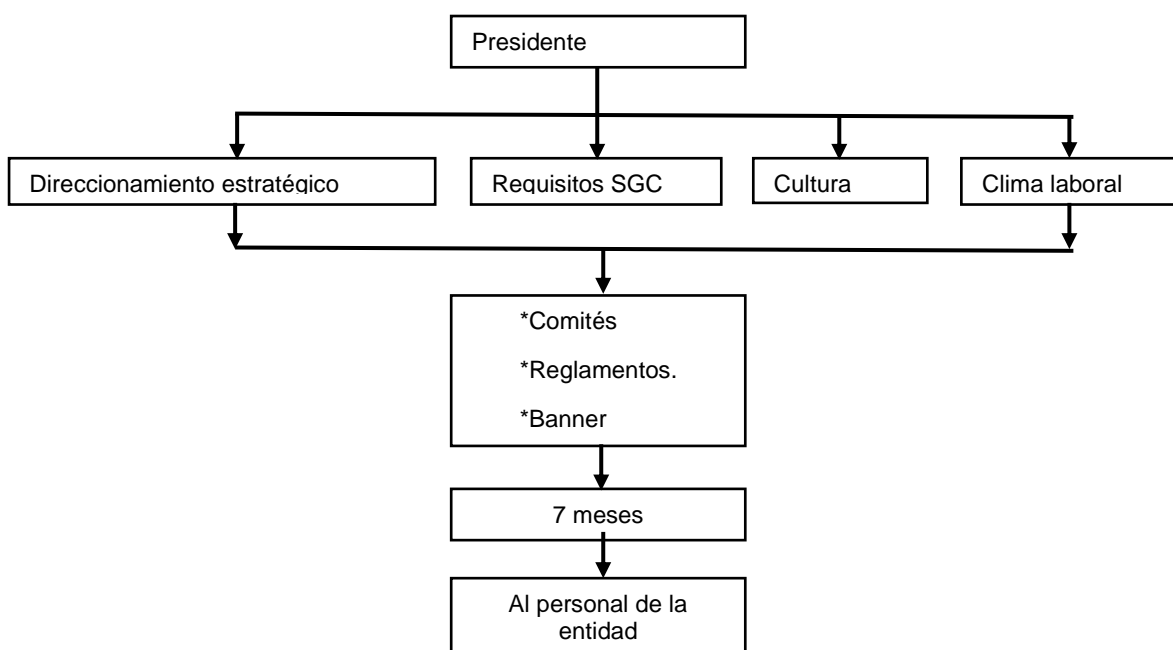 Presidente
Direccionamiento estratégico
Requisitos SGC
Cultura
Clima laboral
*Comités
*Reglamentos.
*Banner
7 meses
Al personal de la
entidad